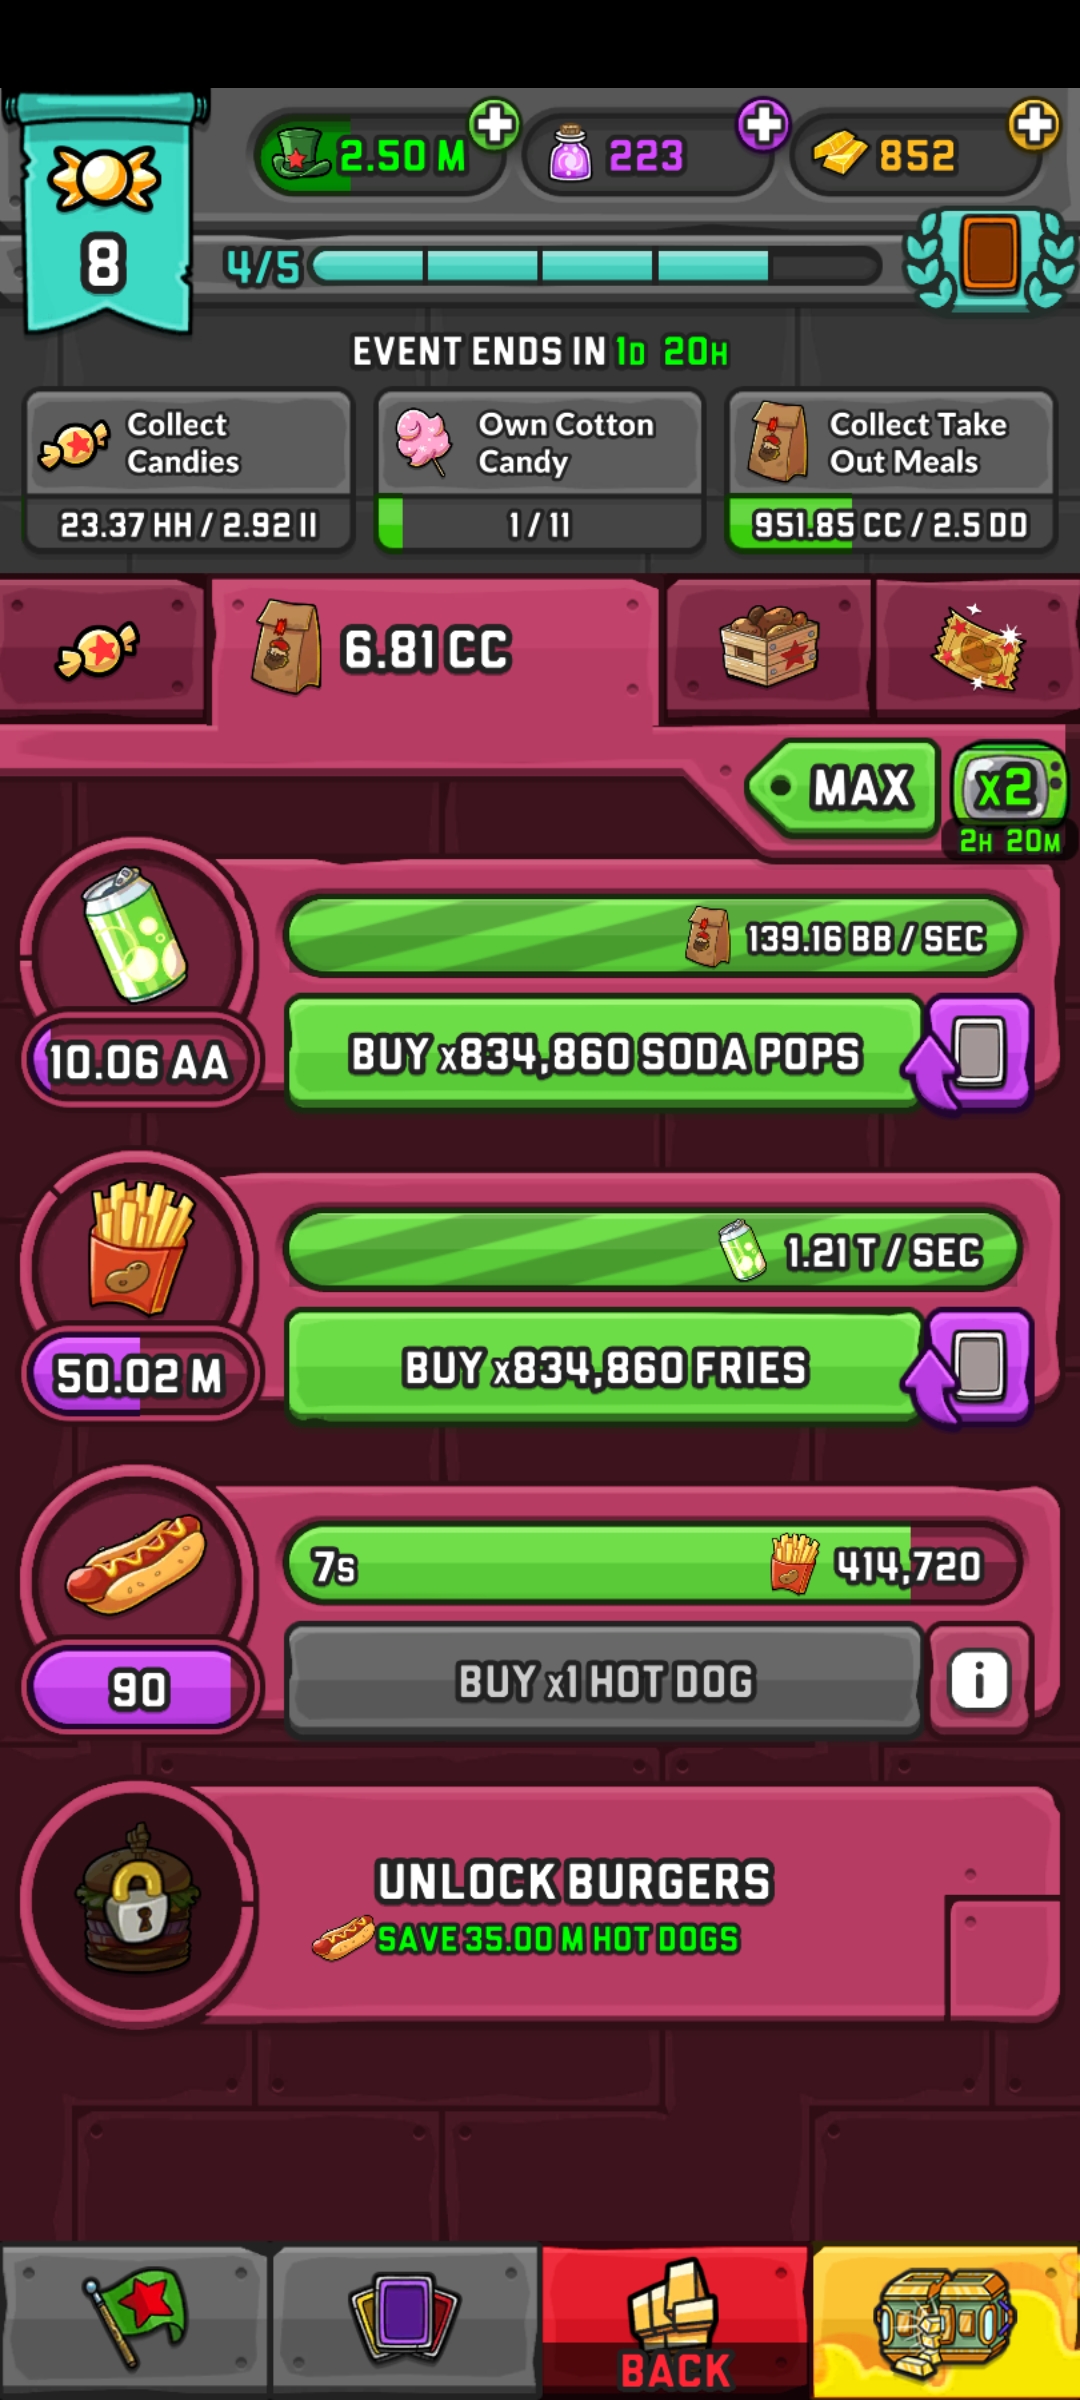 2.50 M
223
852
8
4/5
EVENT ENDS IN 1D 20H
Collect
Candies
23.37 HH / 2.92 II
Own Cotton
Candy
1 / 11
Collect Take
Out Meals
951.85 CC / 2.5 DD
6.81 CC
MAX
x2
2H 20M
139.16 BB / SEC
10.06 AA
BUY x834,860 SODA POPS
1.21 T / SEC
50.02 M
BUY x834,860 FRIES
7s
414,720
90
BUY x1 HOT DOG
i
UNLOCK BURGERS
SAVE 35.00 M HOT DOGS
BACK